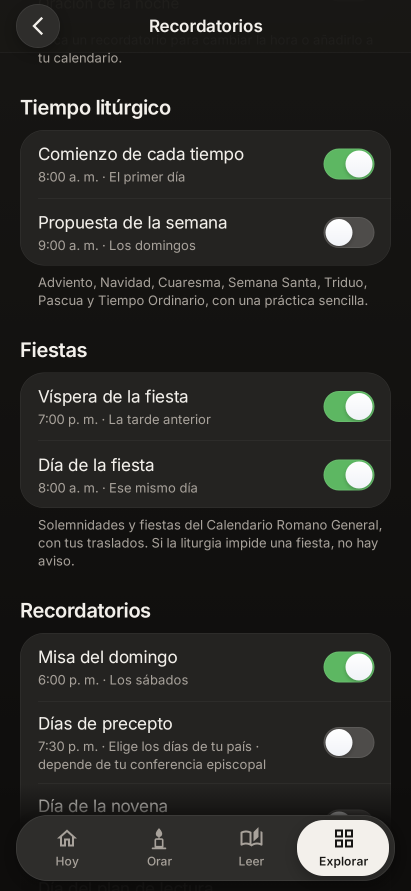 Recordatorios
tu calendario.
Tiempo litúrgico
Comienzo de cada tiempo
8:00 a. m. · El primer día
Propuesta de la semana
9:00 a. m. · Los domingos
Adviento, Navidad, Cuaresma, Semana Santa, Triduo,
Pascua y Tiempo Ordinario, con una práctica sencilla.
Fiestas
Víspera de la fiesta
7:00 p. m. · La tarde anterior
Día de la fiesta
8:00 a. m. · Ese mismo día
Solemnidades y fiestas del Calendario Romano General,
con tus traslados. Si la liturgia impide una fiesta, no hay
aviso.
Recordatorios
Misa del domingo
6:00 p. m. · Los sábados
Días de precepto
7:30 p. m. · Elige los días de tu país ·
depende de tu conferencia episcopal
Día de la novena
Hoy
Orar
Leer
Explorar